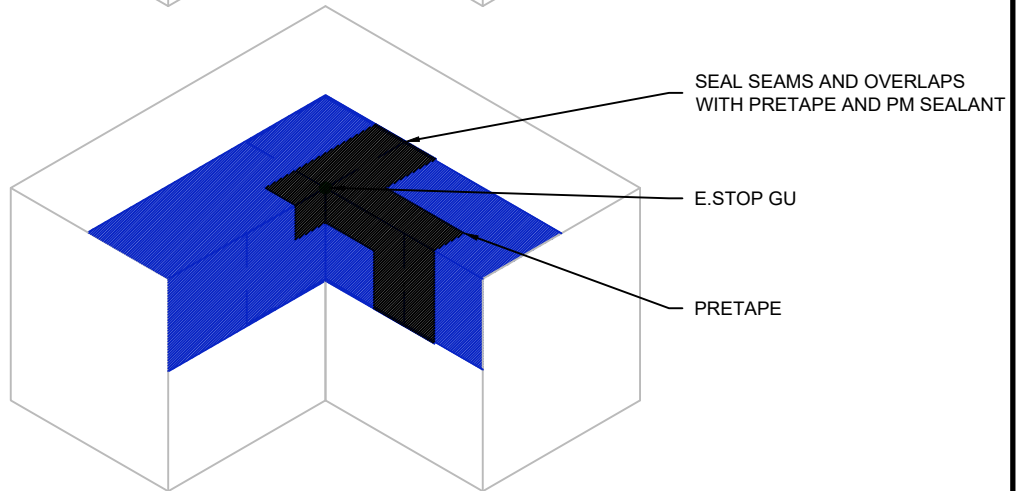 SEAL SEAMS AND OVERLAPS
WITH PRETAPE AND PM SEALANT
E.STOP GU
PRETAPE